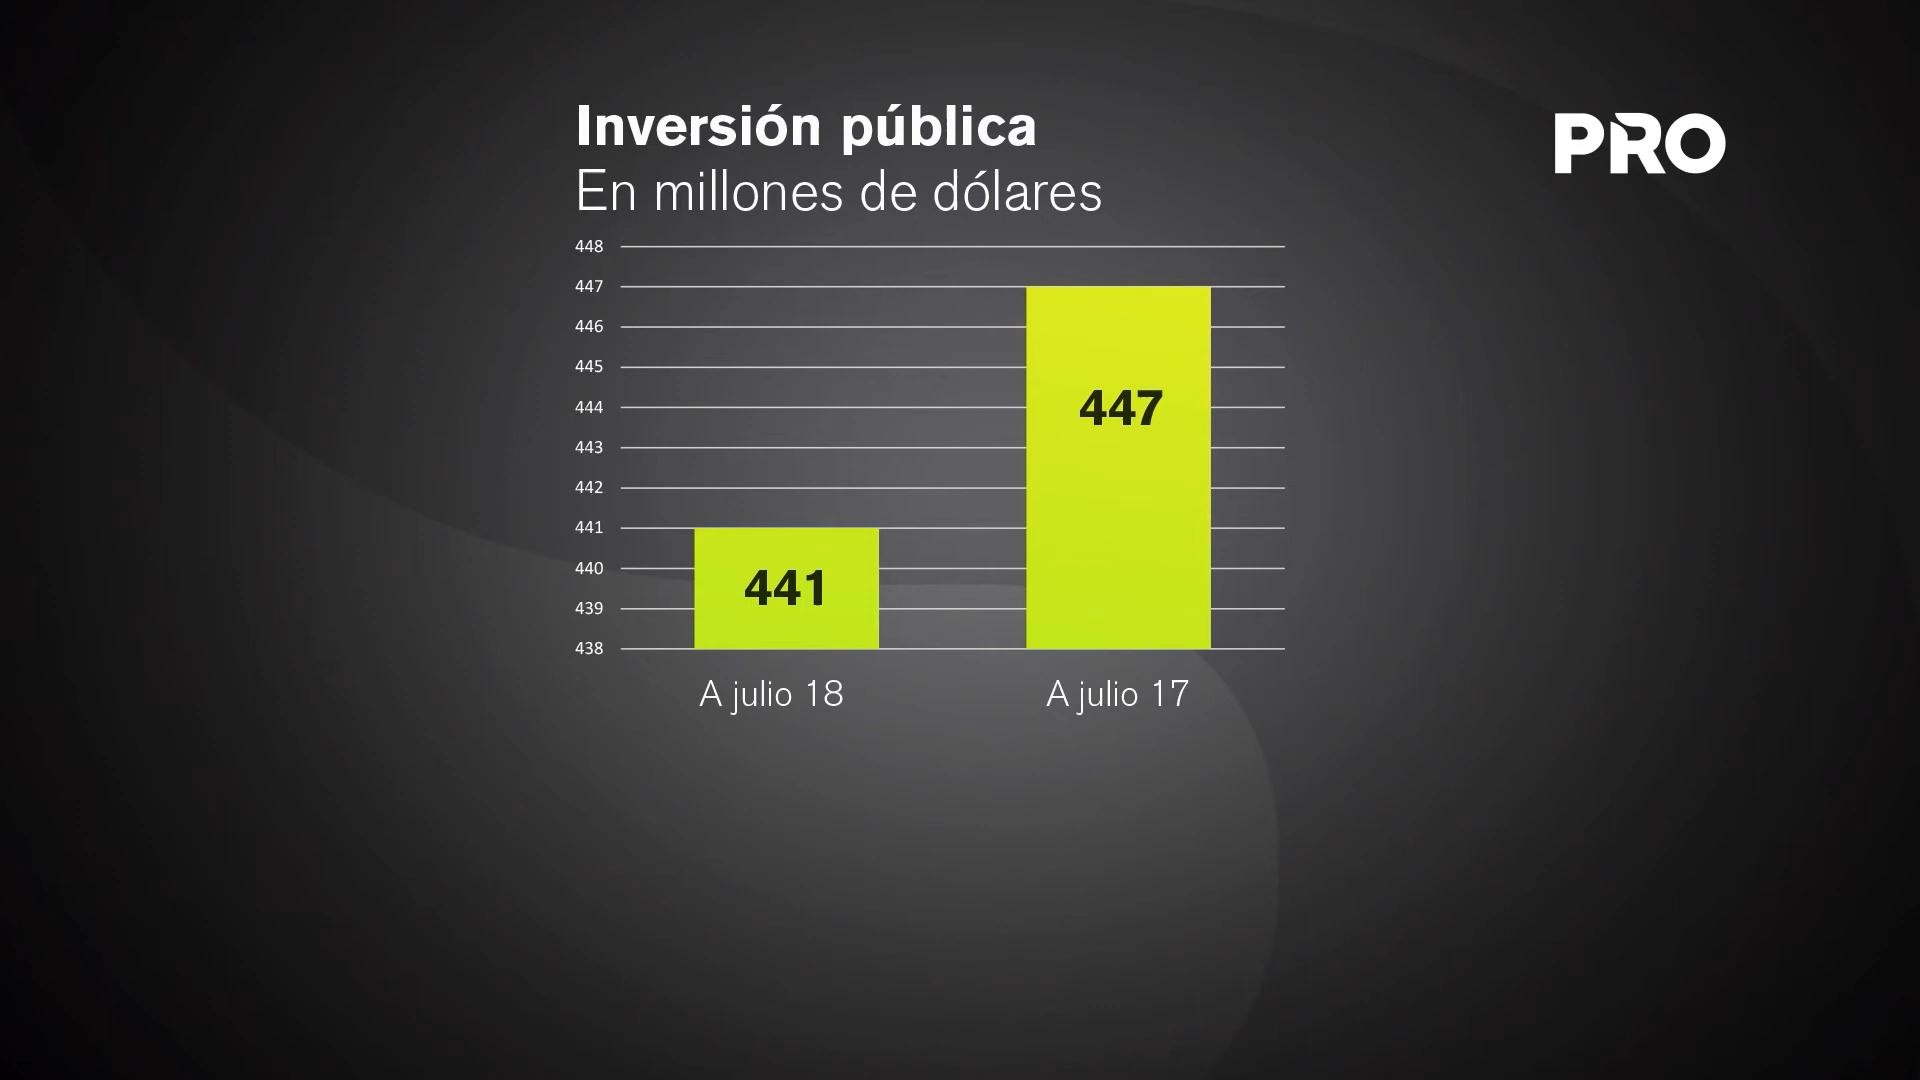 Inversión pública
PRO
En millones de dólares
448
447
446
445
444
443
442
441
440
439
438
441
447
A julio 18
A julio 17